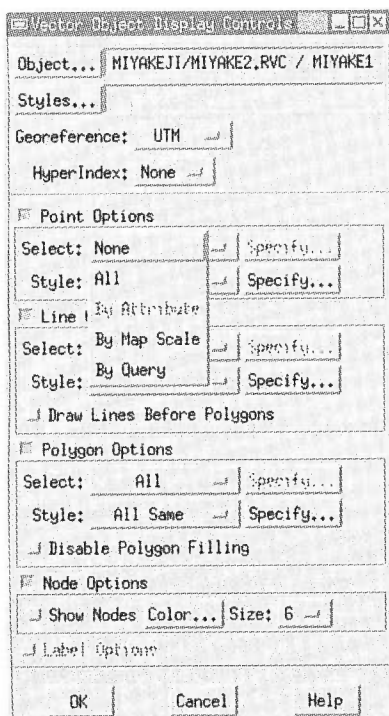 Vector Object Display Controls
Object... MIYAKEJI/MIYAKE2.RVC / MIYAKE1
Styles...
Georeference: UTM
HyperIndex: None
Point Options
Select: None Specify...
Style: All Specify...
By Attribute
Line
By Map Scale
Select: Specify...
By Query
Style: Specify...
Draw Lines Before Polygons
Polygon Options
Select: All Specify...
Style: All Same Specify...
Disable Polygon Filling
Node Options
Show Nodes Color... Size: 6
Label Options
OK Cancel Help